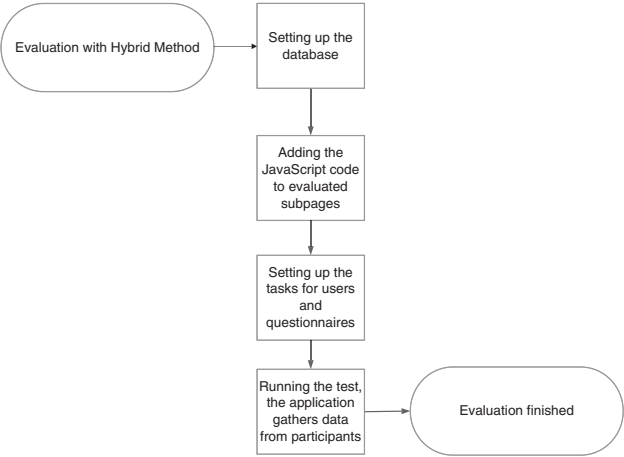 Evaluation with Hybrid Method
Setting up the
database
Adding the
JavaScript code
to evaluated
subpages
Setting up the
tasks for users
and
questionnaires
Running the test,
the application
gathers data
from participants
Evaluation finished